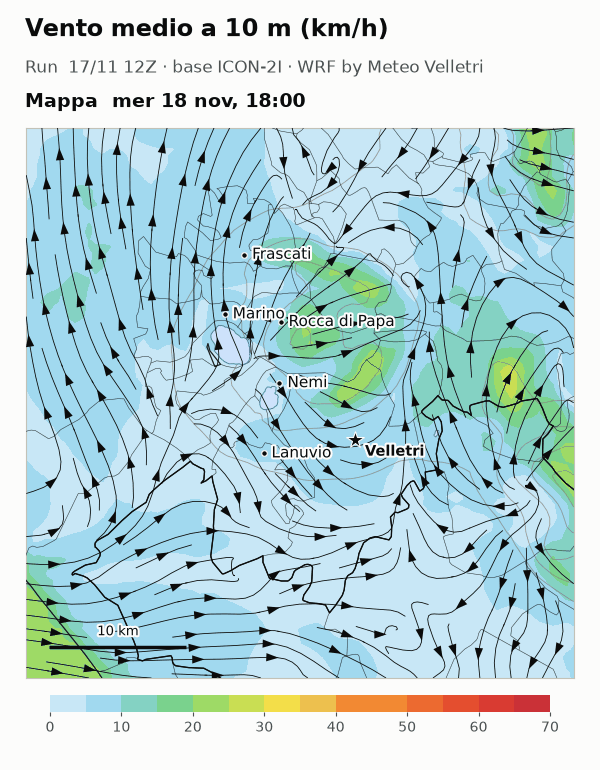 Vento medio a 10 m (km/h)
Run  17/11 12Z · base ICON-2I · WRF by Meteo Velletri
Mappa  mer 18 nov, 18:00
Frascati
Marino
Rocca di Papa
Nemi
Velletri
Lanuvio
10 km
0 10 20 30 40 50 60 70